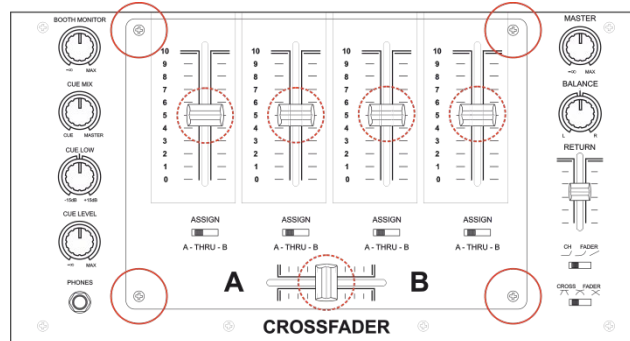 BOOTH MONITOR
-∞ MAX
CUE MIX
CUE MASTER
CUE LOW
-15dB +15dB
CUE LEVEL
-∞ MAX
PHONES
10
9
8
7
6
5
4
3
2
1
0
10
9
8
7
6
5
4
3
2
1
0
10
9
8
7
6
5
4
3
2
1
0
10
9
8
7
6
5
4
3
2
1
0
ASSIGN
A - THRU - B
ASSIGN
A - THRU - B
ASSIGN
A - THRU - B
ASSIGN
A - THRU - B
A B
CROSSFADER
MASTER
-∞ MAX
BALANCE
L R
RETURN
CH FADER
CROSS FADER